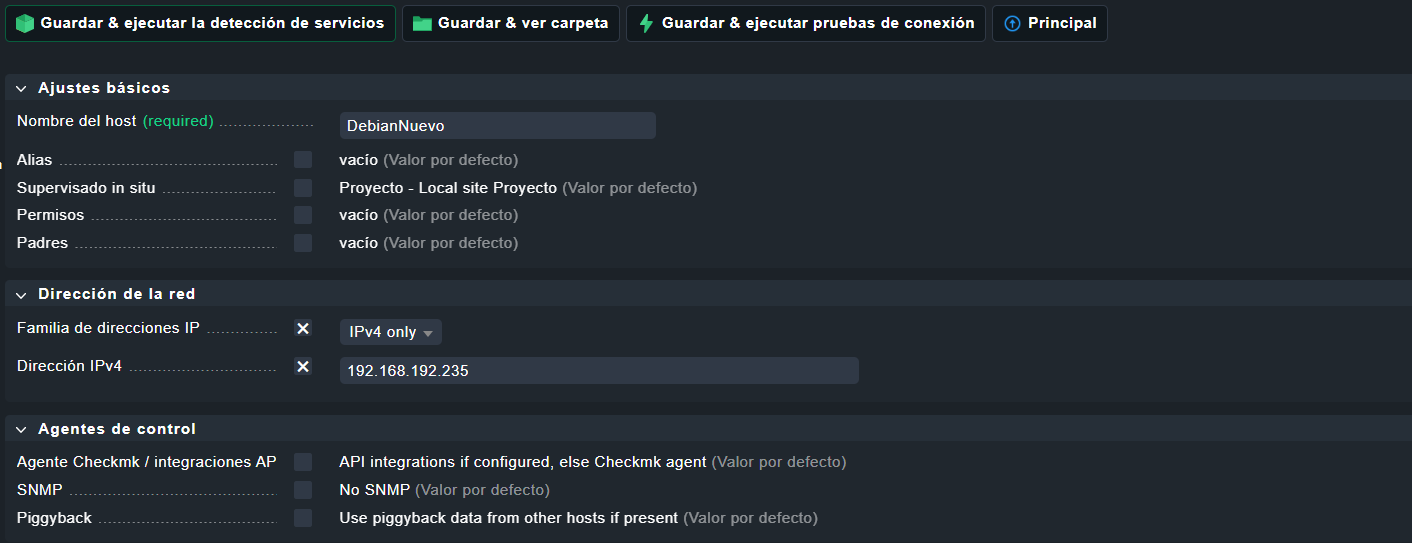 Guardar & ejecutar la detección de servicios Guardar & ver carpeta Guardar & ejecutar pruebas de conexión Principal
Ajustes básicos
Nombre del host (required) DebianNuevo
Alias vacío (Valor por defecto)
Supervisado in situ Proyecto - Local site Proyecto (Valor por defecto)
Permisos vacío (Valor por defecto)
Padres vacío (Valor por defecto)
Dirección de la red
Familia de direcciones IP IPv4 only
Dirección IPv4 192.168.192.235
Agentes de control
Agente Checkmk / integraciones AP API integrations if configured, else Checkmk agent (Valor por defecto)
SNMP No SNMP (Valor por defecto)
Piggyback Use piggyback data from other hosts if present (Valor por defecto)